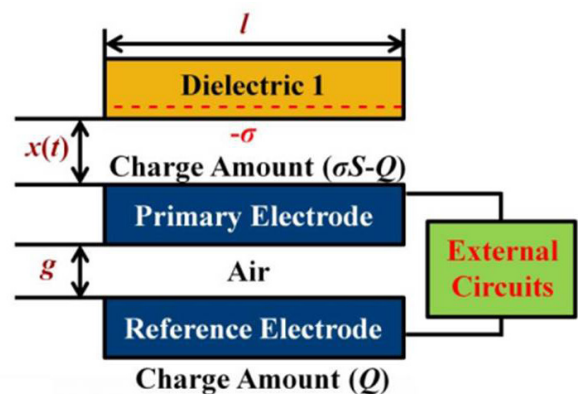 l
Dielectric 1
-σ
x(t)
Charge Amount (σS-Q)
Primary Electrode
External
Circuits
g
Air
Reference Electrode
Charge Amount (Q)